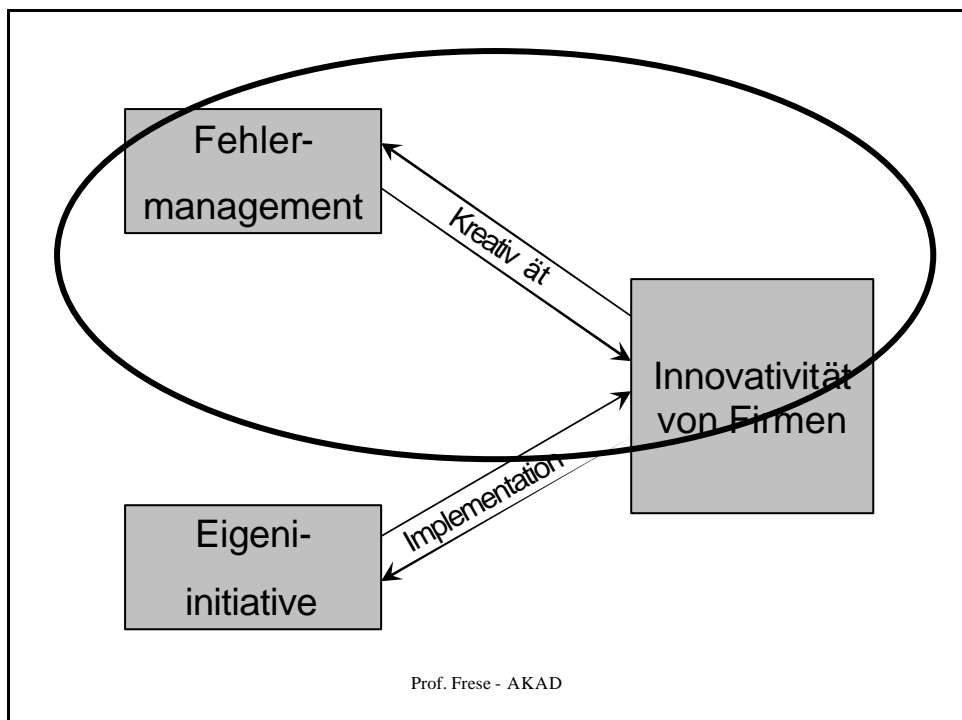 Fehler-
management
Kreativ ät
Innovativität
von Firmen
Implementation
Eigeni-
initiative
Prof. Frese - AKAD